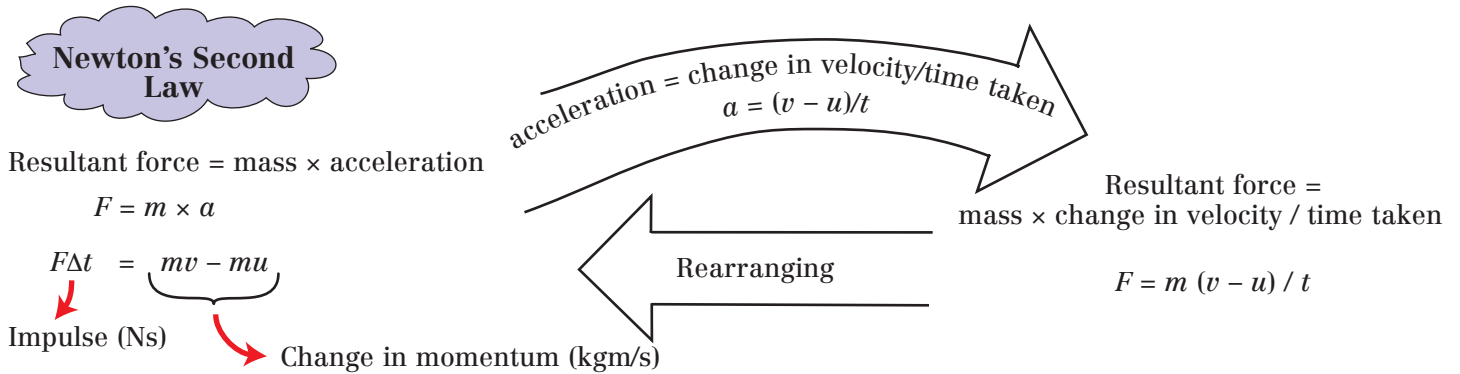 Newton's Second
Law
Resultant force = mass × acceleration
F = m × a
FΔt = mv – mu
Impulse (Ns)
Change in momentum (kgm/s)
acceleration = change in velocity/time taken
a = (v – u)/t
Rearranging
Resultant force =
mass × change in velocity / time taken
F = m (v – u) / t